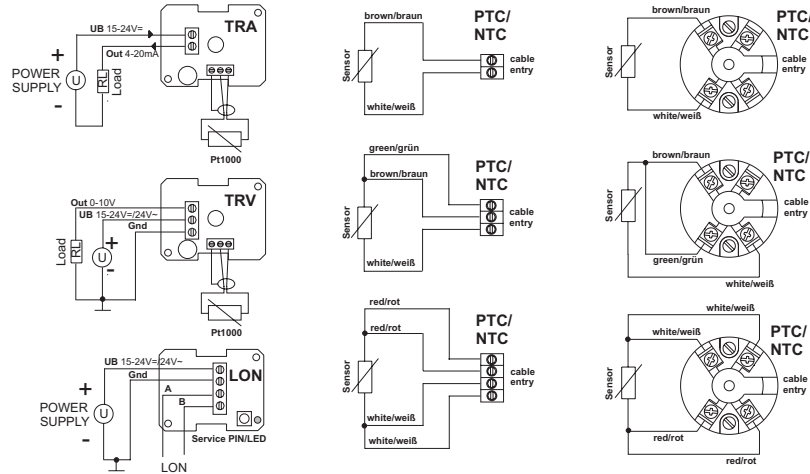 UB 15-24V=
TRA
Out 4-20mA
+
POWER
SUPPLY
U
RL
Load
-
Pt1000
brown/braun
PTC/
NTC
Sensor
cable
entry
white/weiß
brown/braun
PTC/
NTC
Sensor
cable
entry
white/weiß
Out 0-10V
UB 15-24V=/24V~
Gnd
TRV
Load
RL
+
U
-
Pt1000
green/grün
brown/braun
PTC/
NTC
Sensor
cable
entry
white/weiß
brown/braun
PTC/
NTC
Sensor
cable
entry
green/grün
white/weiß
UB 15-24V=/24V~
Gnd
LON
A
B
+
POWER
SUPPLY
U
-
Service PIN/LED
LON
red/rot
red/rot
PTC/
NTC
Sensor
cable
entry
white/weiß
white/weiß
white/weiß
white/weiß
PTC/
NTC
Sensor
cable
entry
red/rot
red/rot